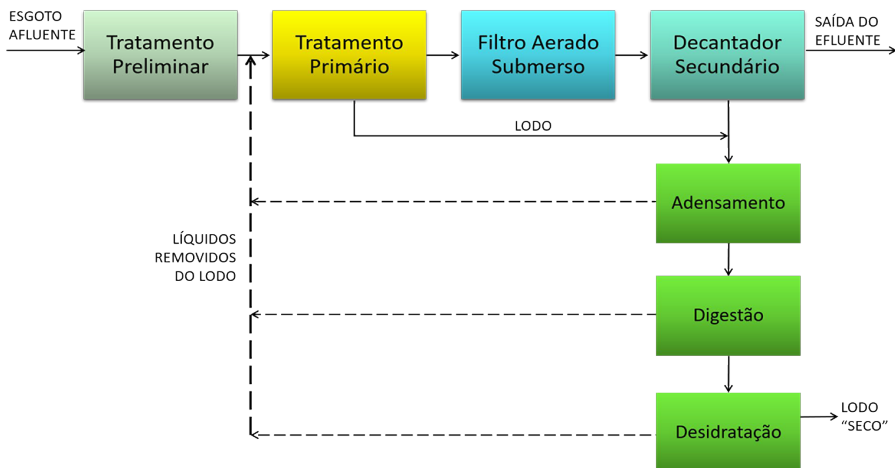 ESGOTO
AFLUENTE
Tratamento
Preliminar
Tratamento
Primário
Filtro Aerado
Submerso
Decantador
Secundário
SAÍDA DO
EFLUENTE
LODO
Adensamento
LÍQUIDOS
REMOVIDOS
DO LODO
Digestão
Desidratação
LODO
“SECO”